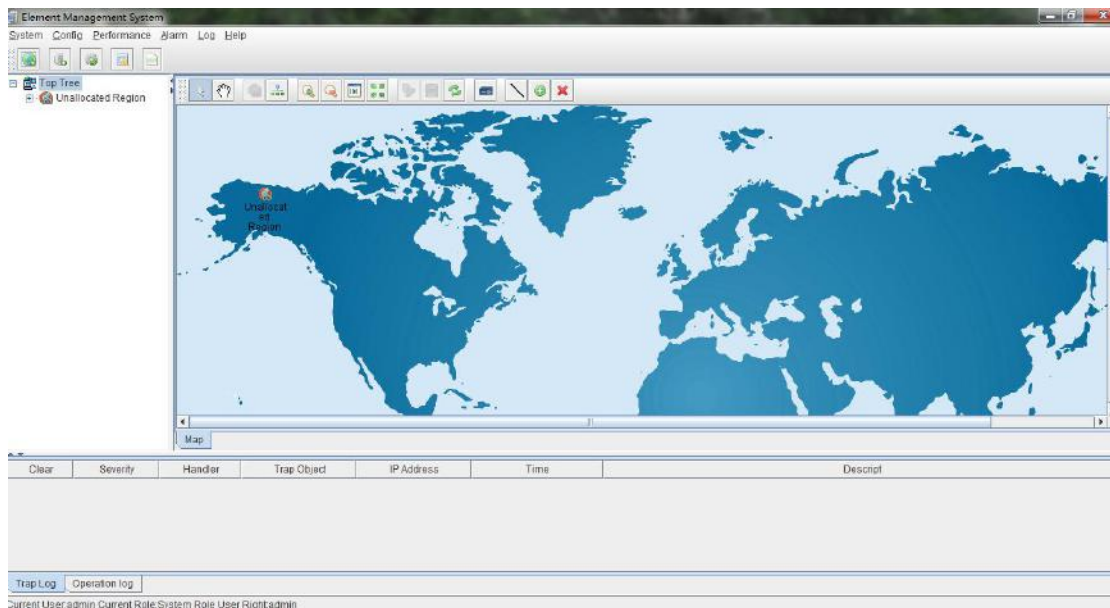 Element Management System
System Config Performance Alarm Log Help
Top Tree
Unallocated Region
Unallocat
ed
Region
Map
Clear Severity Handler Trap Object IP Address Time Descript
Trap Log Operation log
Current User:admin Current Role:System Role User Right:admin